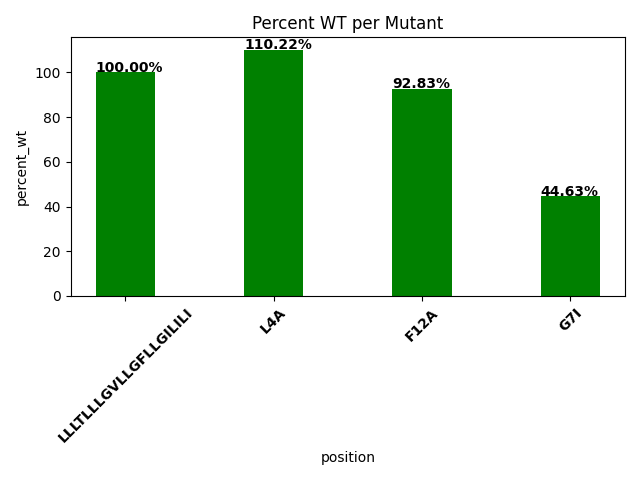 Percent WT per Mutant
percent_wt
100
80
60
40
20
0
100.00%
110.22%
92.83%
44.63%
LLLTLLLGVLLGFLLGILILILI
L4A
F12A
G7I
position